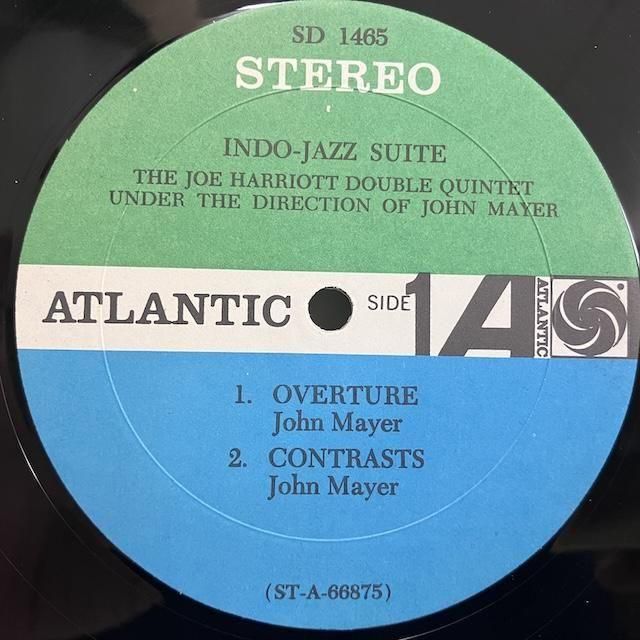 SD 1465
STEREO
INDO-JAZZ SUITE
THE JOE HARRIOTT DOUBLE QUINTET
UNDER THE DIRECTION OF JOHN MAYER
ATLANTIC SIDE 1 A ATLANTIC
1. OVERTURE
John Mayer
2. CONTRASTS
John Mayer
(ST-A-66875)